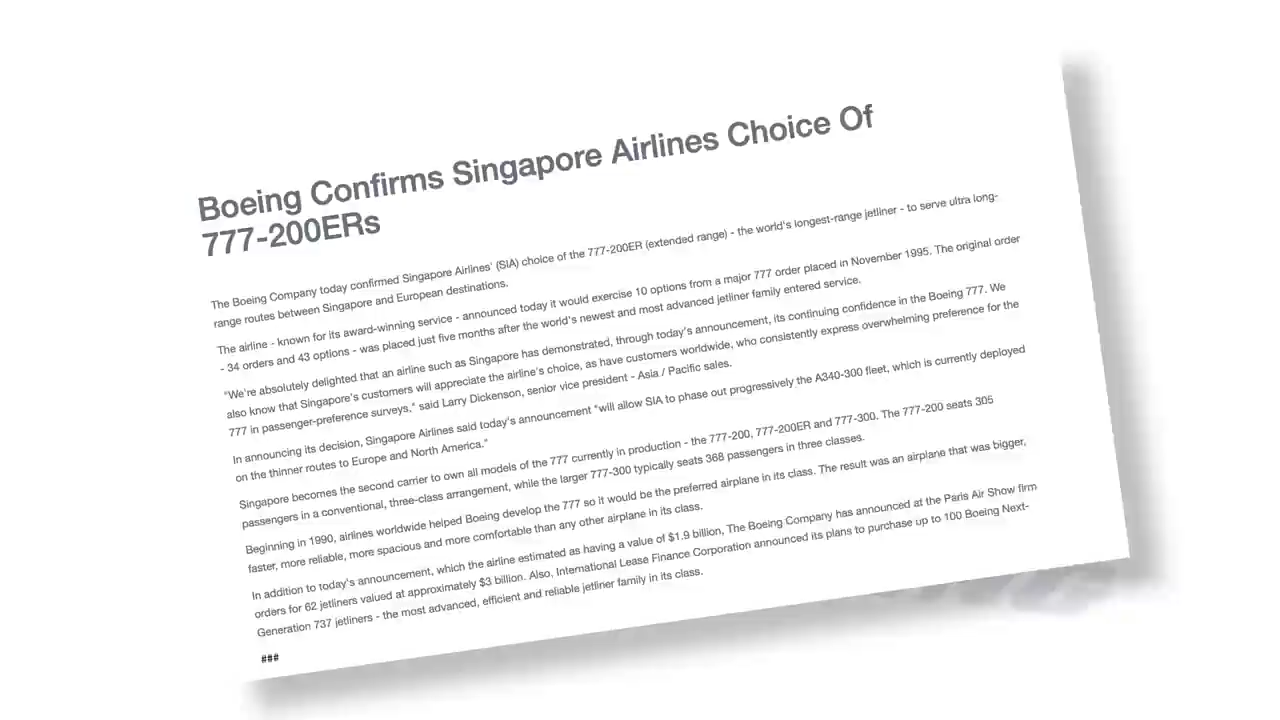 Boeing Confirms Singapore Airlines Choice Of
777-200ERs
The Boeing Company today confirmed Singapore Airlines' (SIA) choice of the 777-200ER (extended range) - the world's longest-range jetliner - to serve ultra long-
range routes between Singapore and European destinations.
The airline - known for its award-winning service - announced today it would exercise 10 options from a major 777 order placed in November 1995. The original order
- 34 orders and 43 options - was placed just five months after the world's newest and most advanced jetliner family entered service.
"We're absolutely delighted that an airline such as Singapore has demonstrated, through today's announcement, its continuing confidence in the Boeing 777. We
also know that Singapore's customers will appreciate the airline's choice, as have customers worldwide, who consistently express overwhelming preference for the
777 in passenger-preference surveys," said Larry Dickenson, senior vice president - Asia / Pacific sales.
In announcing its decision, Singapore Airlines said today's announcement "will allow SIA to phase out progressively the A340-300 fleet, which is currently deployed
on the thinner routes to Europe and North America."
Singapore becomes the second carrier to own all models of the 777 currently in production - the 777-200, 777-200ER and 777-300. The 777-200 seats 305
passengers in a conventional, three-class arrangement, while the larger 777-300 typically seats 368 passengers in three classes.
Beginning in 1990, airlines worldwide helped Boeing develop the 777 so it would be the preferred airplane in its class. The result was an airplane that was bigger,
faster, more reliable, more spacious and more comfortable than any other airplane in its class.
In addition to today's announcement, which the airline estimated as having a value of $1.9 billion, The Boeing Company has announced at the Paris Air Show firm
orders for 62 jetliners valued at approximately $3 billion. Also, International Lease Finance Corporation announced its plans to purchase up to 100 Boeing Next-
Generation 737 jetliners - the most advanced, efficient and reliable jetliner family in its class.
###